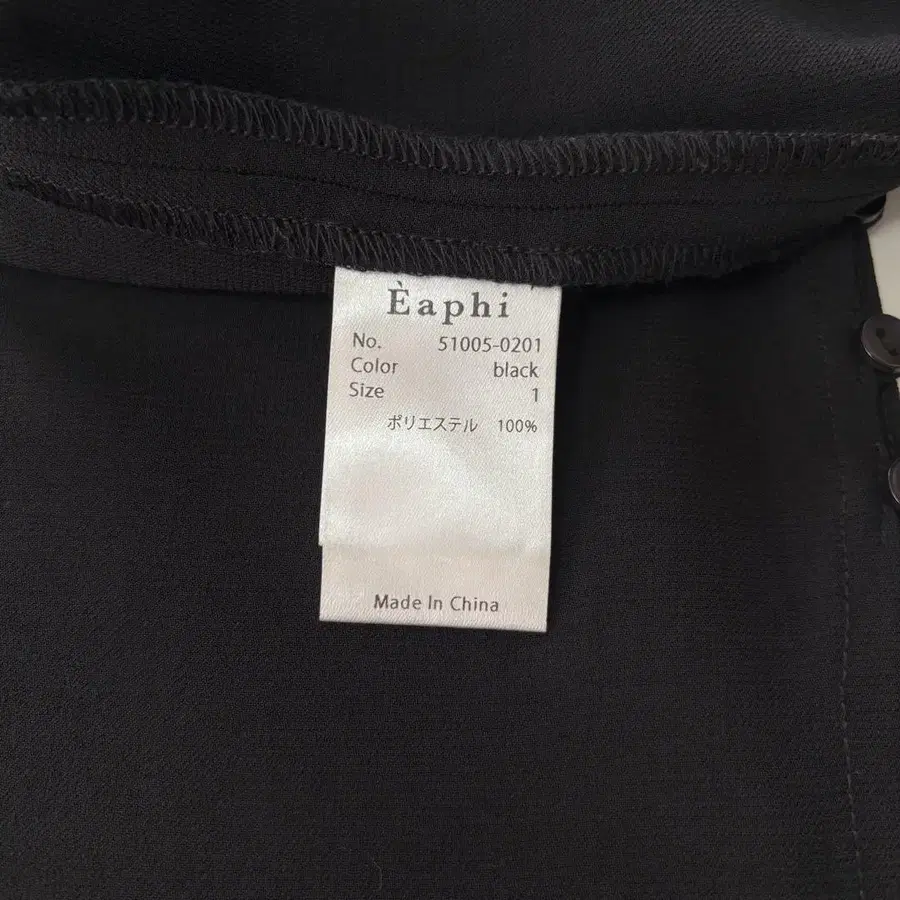 Èaphi
No. 51005-0201
Color black
Size 1
ポリエステル 100%
Made In China